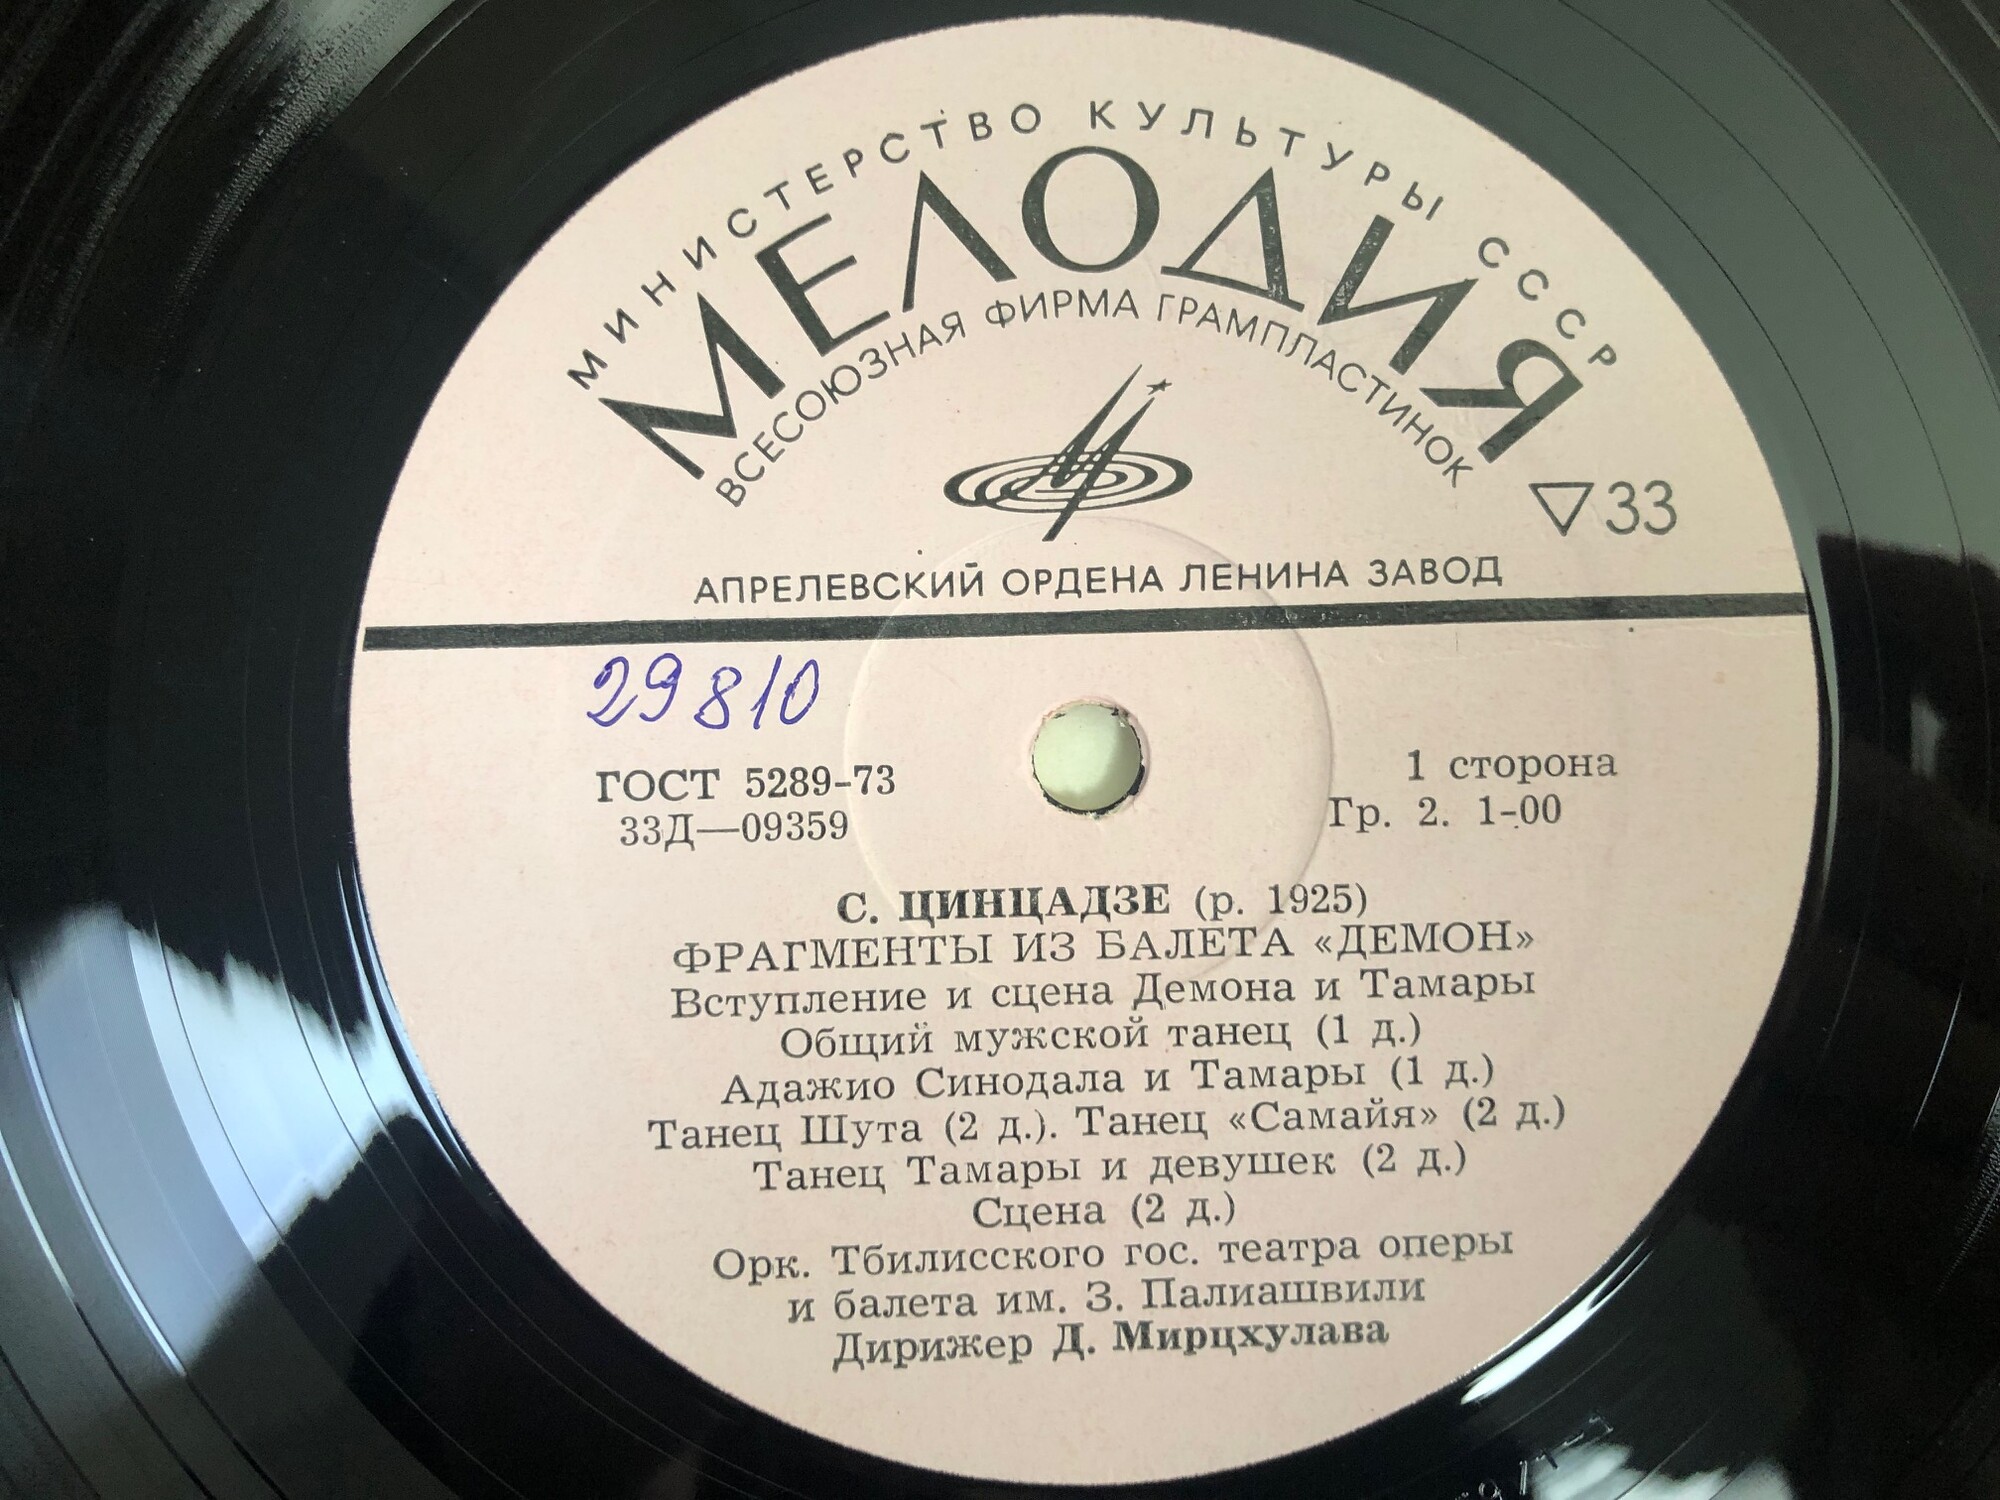 МИНИСТЕРСТВО КУЛЬТУРЫ СССР
МЕЛОДИЯ
ВСЕСОЮЗНАЯ ФИРМА ГРАМПЛАСТИНОК
▽33
АПРЕЛЕВСКИЙ ОРДЕНА ЛЕНИНА ЗАВОД
29810
ГОСТ 5289-73
33Д—09359
1 сторона
Гр. 2. 1-00
С. ЦИНЦАДЗЕ (р. 1925)
ФРАГМЕНТЫ ИЗ БАЛЕТА «ДЕМОН»
Вступление и сцена Демона и Тамары
Общий мужской танец (1 д.)
Адажио Синодала и Тамары (1 д.)
Танец Шута (2 д.). Танец «Самайя» (2 д.)
Танец Тамары и девушек (2 д.)
Сцена (2 д.)
Орк. Тбилисского гос. театра оперы
и балета им. З. Палиашвили
Дирижер Д. Мирцхулава